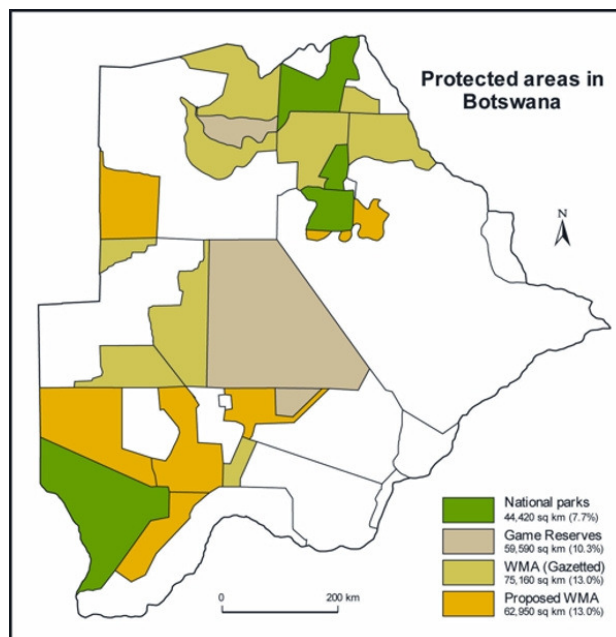 Protected areas in
Botswana
N
National parks
44,420 sq km (7.7%)
Game Reserves
59,590 sq km (10.3%)
WMA (Gazetted)
75,160 sq km (13.0%)
Proposed WMA
62,950 sq km (13.0%)
0 200 km